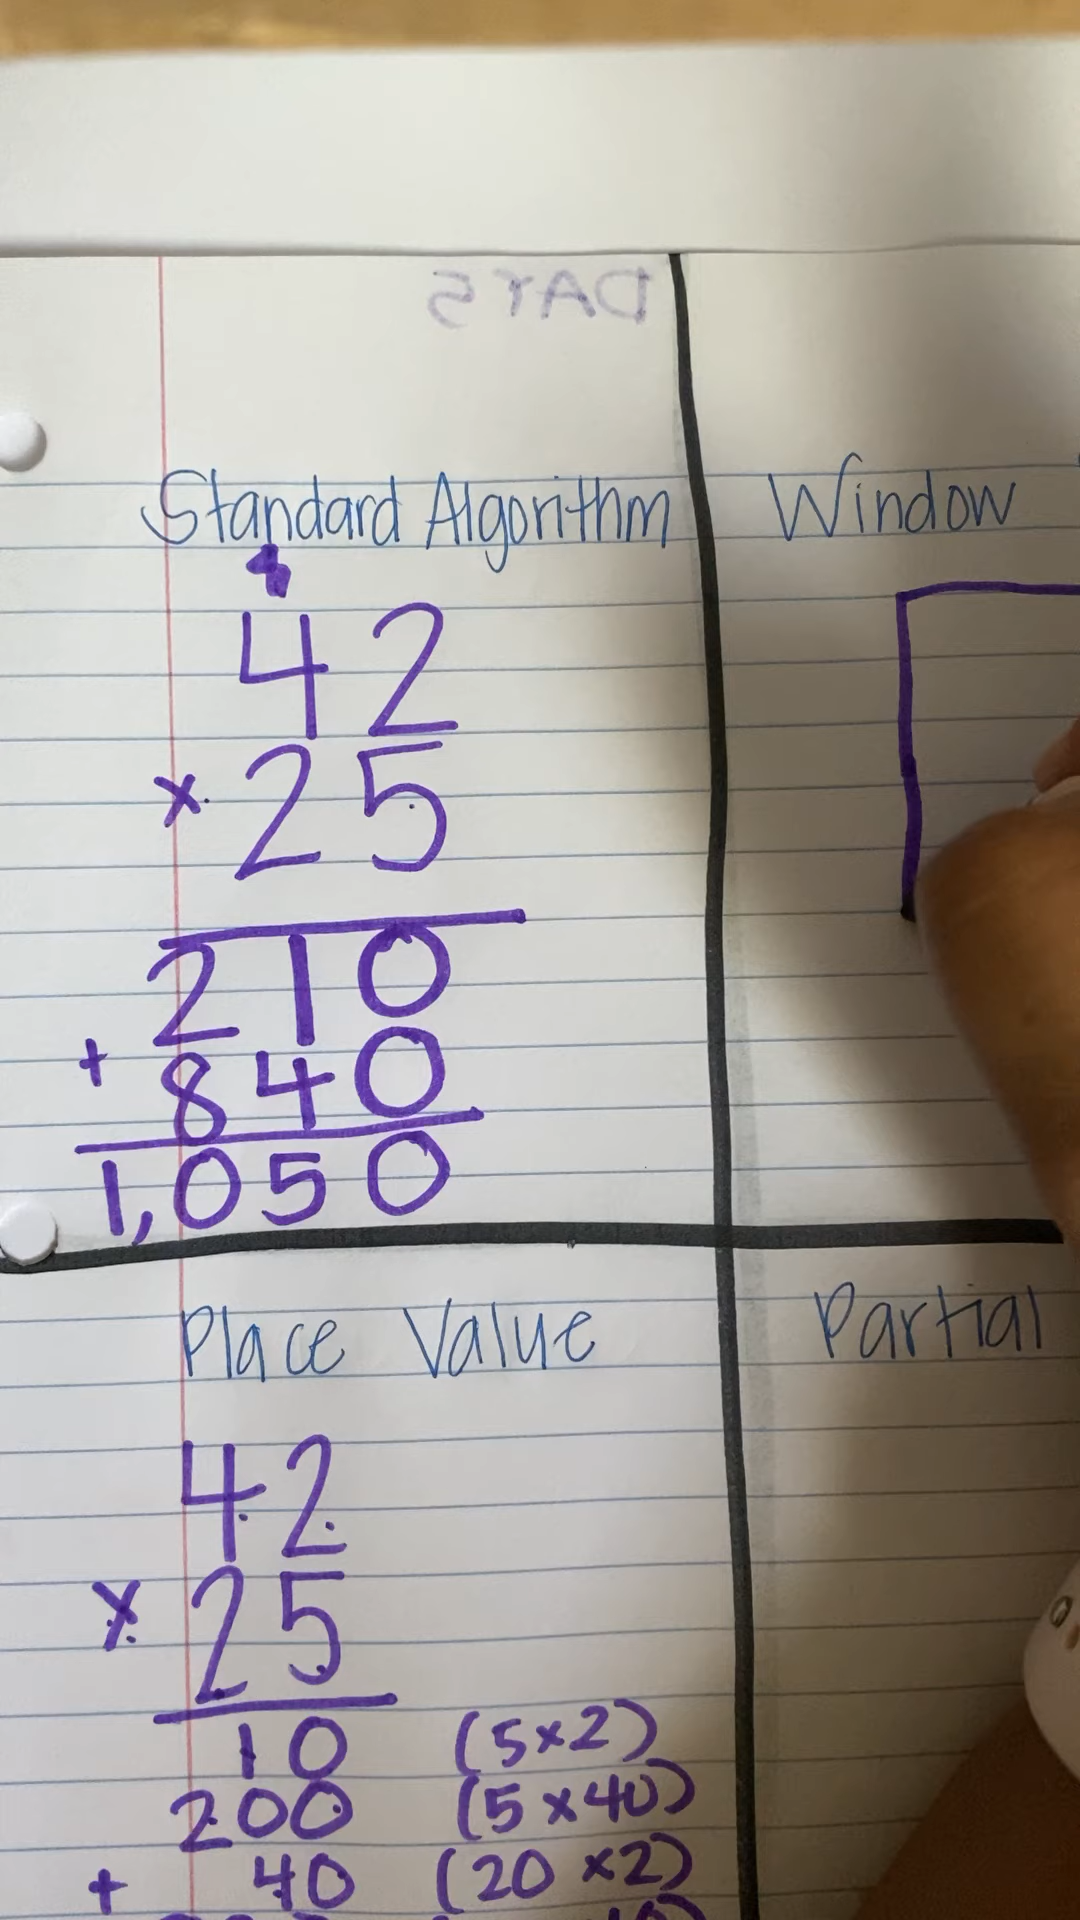 DAY 5
Standard Algorithm
42
x 25
210
+ 840
1,050
Window
Place Value
42
x 25
10 (5x2)
200 (5x40)
+ 40 (20x2)
Partial